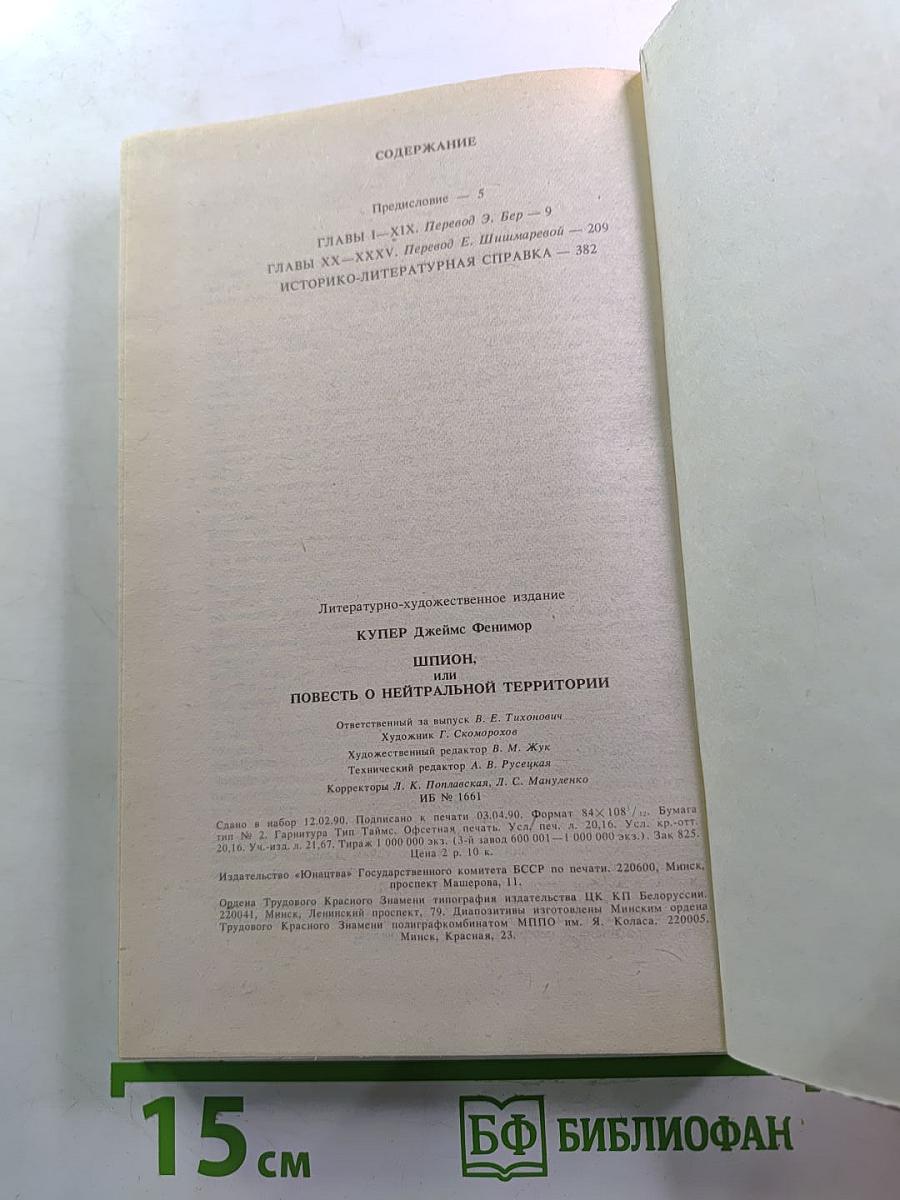 СОДЕРЖАНИЕ
Предисловие — 5
ГЛАВЫ I—XIX. Перевод Э. Бер — 9
ГЛАВЫ XX—XXXV. Перевод Е. Шишмаревой — 209
ИСТОРИКО-ЛИТЕРАТУРНАЯ СПРАВКА — 382
Литературно-художественное издание
КУПЕР Джеймс Фенимор
ШПИОН,
или
ПОВЕСТЬ О НЕЙТРАЛЬНОЙ ТЕРРИТОРИИ
Ответственный за выпуск В. Е. Тихонович
Художник Г. Скоморохов
Художественный редактор В. М. Жук
Технический редактор А. В. Русецкая
Корректоры Л. К. Поплавская, Л. С. Мануленко
ИБ № 1661
Сдано в набор 12.02.90. Подписано к печати 03.04.90. Формат 84×108¹/₃₂. Бумага
тип № 2. Гарнитура Тип Таймс. Офсетная печать. Усл/ печ. л. 20,16. Усл. кр.-отт.
20,16. Уч.-изд. л. 21,67. Тираж 1 000 000 экз. (3-й завод 600 001—1 000 000 экз.). Зак 825.
Цена 2 р. 10 к.
Издательство «Юнацтва» Государственного комитета БССР по печати. 220600, Минск,
проспект Машерова, 11.
Ордена Трудового Красного Знамени типография издательства ЦК КП Белоруссии.
220041, Минск, Ленинский проспект, 79. Диапозитивы изготовлены Минским ордена
Трудового Красного Знамени полиграфкомбинатом МППО им. Я. Коласа. 220005,
Минск, Красная, 23.
15 см
БФ БИБЛИОФАН